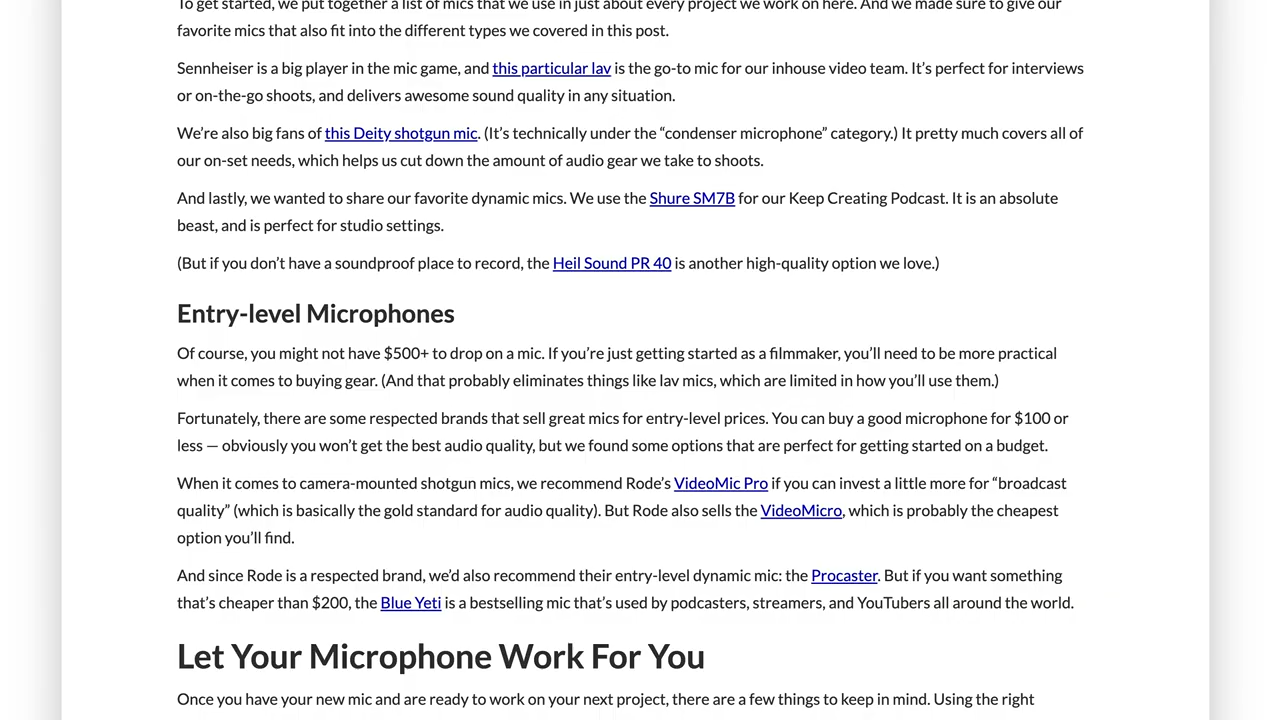 To get started, we put together a list of mics that we use in just about every project we work on here. And we made sure to give our
favorite mics that also fit into the different types we covered in this post.
Sennheiser is a big player in the mic game, and this particular lav is the go-to mic for our inhouse video team. It’s perfect for interviews
or on-the-go shoots, and delivers awesome sound quality in any situation.
We’re also big fans of this Deity shotgun mic. (It’s technically under the “condenser microphone” category.) It pretty much covers all of
our on-set needs, which helps us cut down the amount of audio gear we take to shoots.
And lastly, we wanted to share our favorite dynamic mics. We use the Shure SM7B for our Keep Creating Podcast. It is an absolute
beast, and is perfect for studio settings.
(But if you don’t have a soundproof place to record, the Heil Sound PR 40 is another high-quality option we love.)
Entry-level Microphones
Of course, you might not have $500+ to drop on a mic. If you’re just getting started as a filmmaker, you’ll need to be more practical
when it comes to buying gear. (And that probably eliminates things like lav mics, which are limited in how you’ll use them.)
Fortunately, there are some respected brands that sell great mics for entry-level prices. You can buy a good microphone for $100 or
less — obviously you won’t get the best audio quality, but we found some options that are perfect for getting started on a budget.
When it comes to camera-mounted shotgun mics, we recommend Rode’s VideoMic Pro if you can invest a little more for “broadcast
quality” (which is basically the gold standard for audio quality). But Rode also sells the VideoMicro, which is probably the cheapest
option you’ll find.
And since Rode is a respected brand, we’d also recommend their entry-level dynamic mic: the Procaster. But if you want something
that’s cheaper than $200, the Blue Yeti is a bestselling mic that’s used by podcasters, streamers, and YouTubers all around the world.
Let Your Microphone Work For You
Once you have your new mic and are ready to work on your next project, there are a few things to keep in mind. Using the right